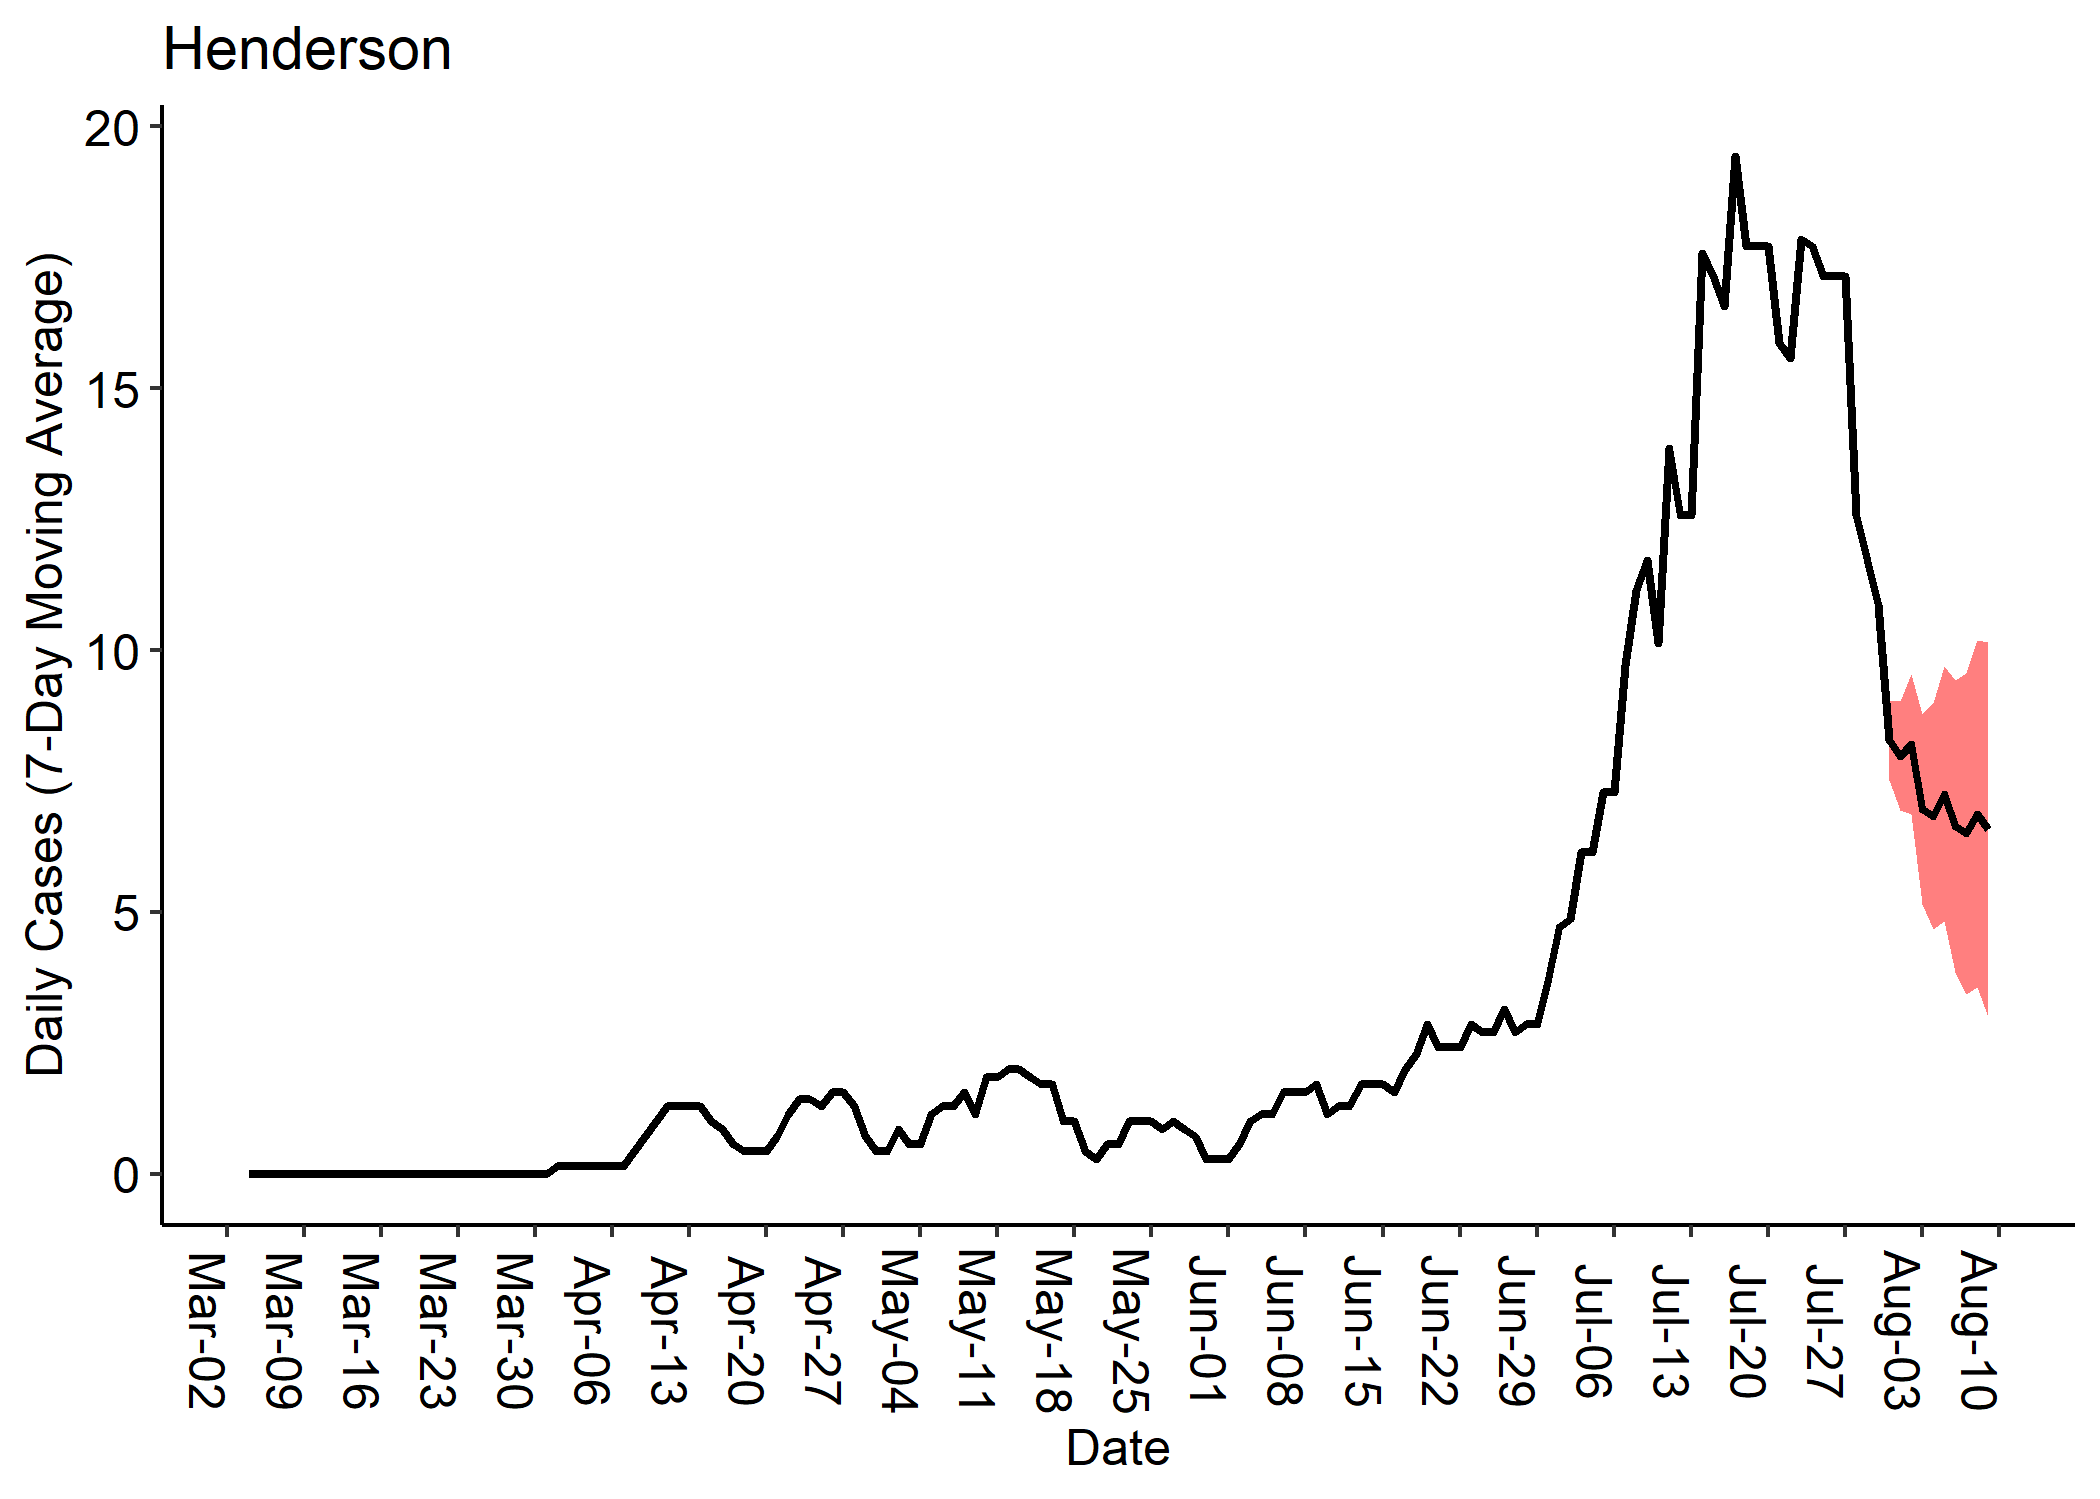 Henderson
Daily Cases (7-Day Moving Average)
20
15
10
5
0
Mar-02
Mar-09
Mar-16
Mar-23
Mar-30
Apr-06
Apr-13
Apr-20
Apr-27
May-04
May-11
May-18
May-25
Jun-01
Jun-08
Jun-15
Jun-22
Jun-29
Jul-06
Jul-13
Jul-20
Jul-27
Aug-03
Aug-10
Date